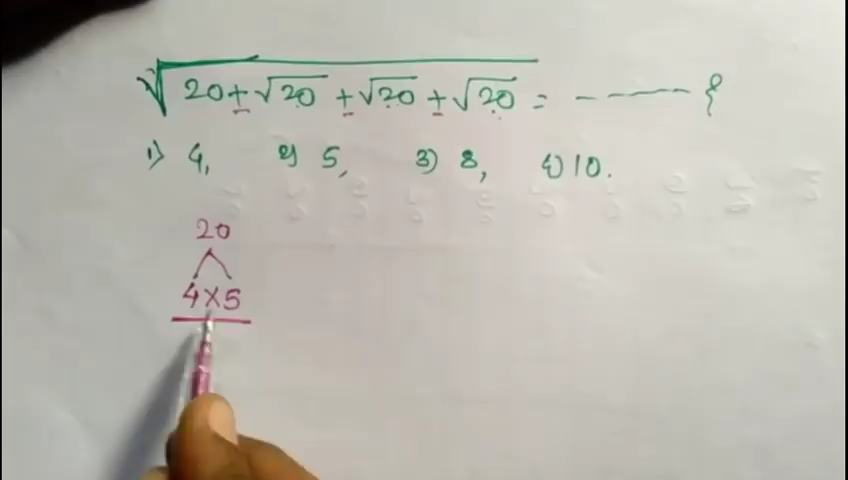 √20+√20+√20+√20 = - - - - - - {
1) 4, 2) 5, 3) 8, 4) 10.
20
4×5